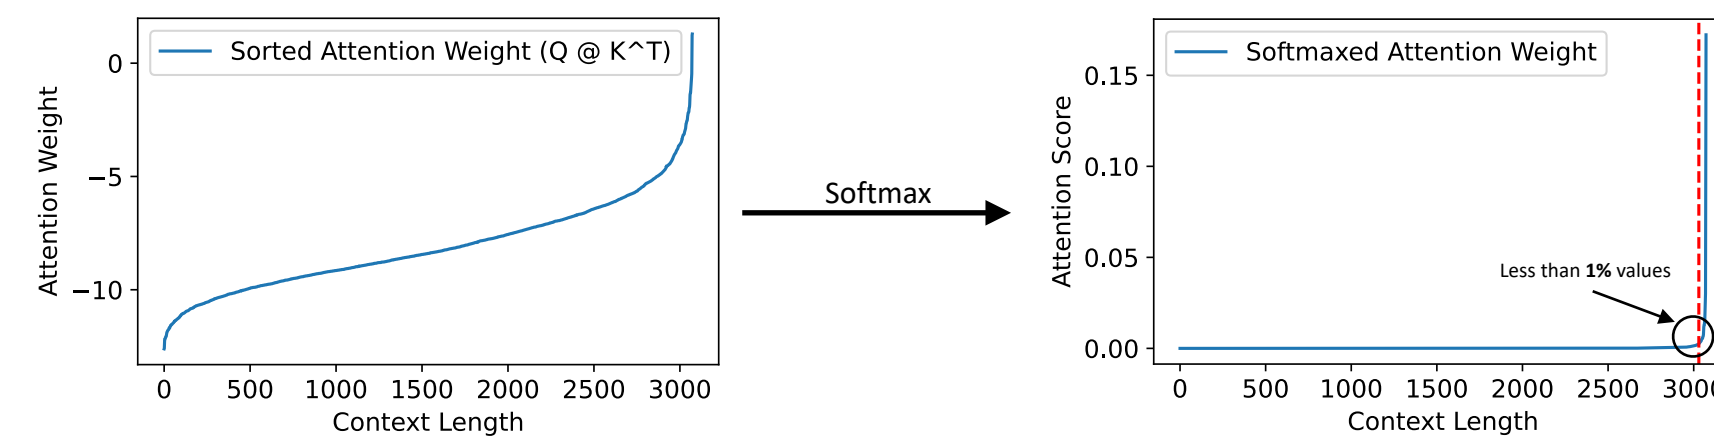 Sorted Attention Weight (Q @ K^T)
Attention Weight
0
−5
−10
0 500 1000 1500 2000 2500 3000
Context Length
Softmax
Softmaxed Attention Weight
Attention Score
0.15
0.10
0.05
0.00
Less than 1% values
0 500 1000 1500 2000 2500 3000
Context Length